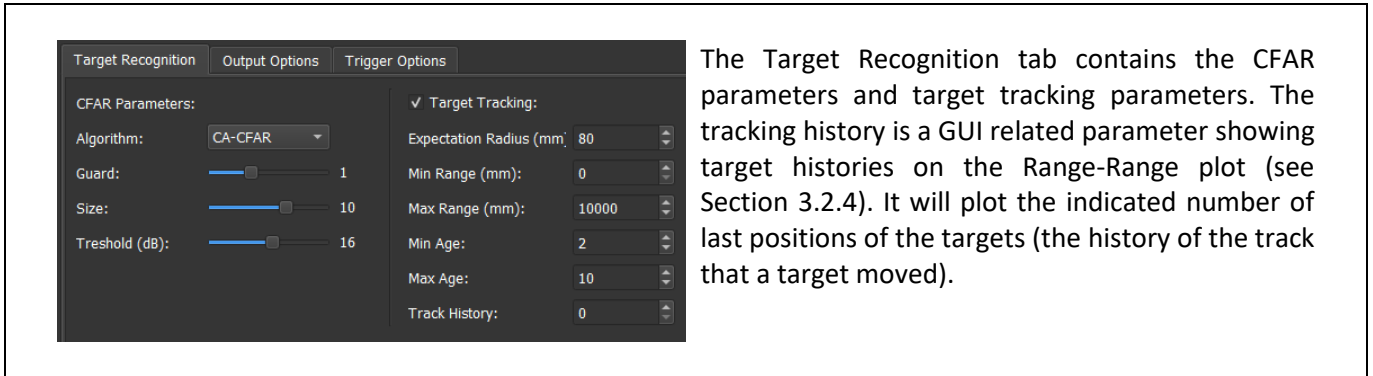 Target Recognition Output Options Trigger Options
CFAR Parameters:
Algorithm: CA-CFAR
Guard: 1
Size: 10
Treshold (dB): 16
✓ Target Tracking:
Expectation Radius (mm) 80
Min Range (mm): 0
Max Range (mm): 10000
Min Age: 2
Max Age: 10
Track History: 0
The Target Recognition tab contains the CFAR
parameters and target tracking parameters. The
tracking history is a GUI related parameter showing
target histories on the Range-Range plot (see
Section 3.2.4). It will plot the indicated number of
last positions of the targets (the history of the track
that a target moved).